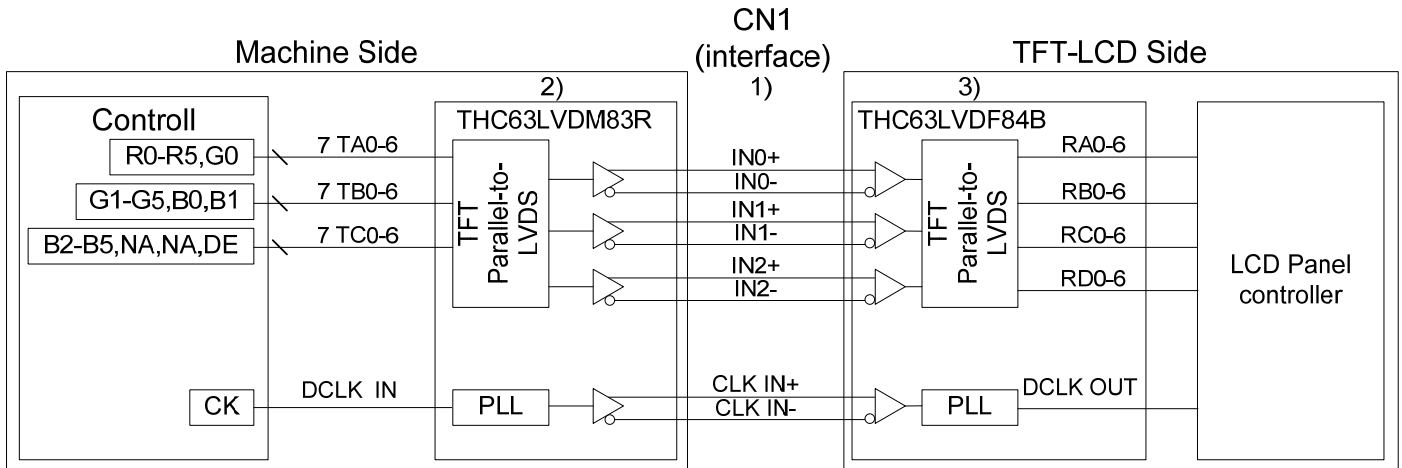 CN1
(interface)
1)
Machine Side
TFT-LCD Side
Controll
R0-R5,G0
G1-G5,B0,B1
B2-B5,NA,NA,DE
CK
7 TA0-6
7 TB0-6
7 TC0-6
DCLK IN
2)
THC63LVDM83R
TFT
Parallel-to-
LVDS
PLL
IN0+
IN0-
IN1+
IN1-
IN2+
IN2-
CLK IN+
CLK IN-
3)
THC63LVDF84B
TFT
Parallel-to-
LVDS
PLL
RA0-6
RB0-6
RC0-6
RD0-6
DCLK OUT
LCD Panel
controller